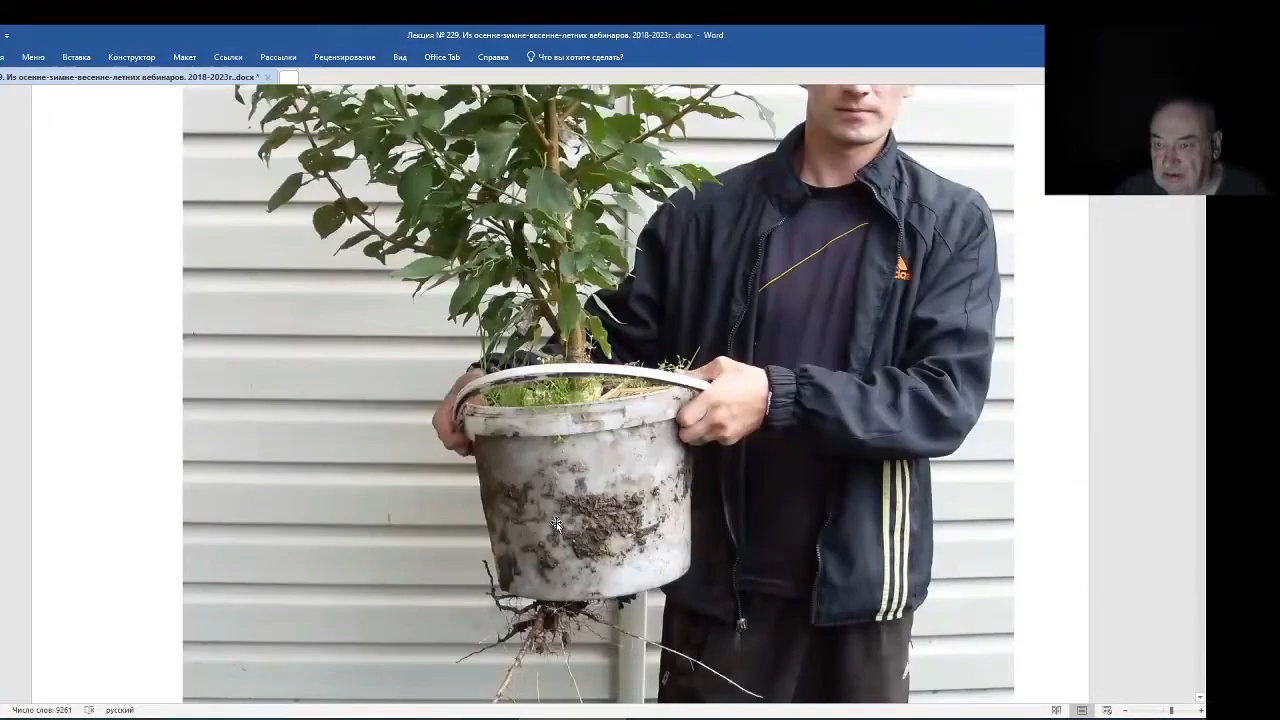 Лекция № 229. Из осенне-зимне-весенне-летних вебинаров. 2018-2023г..docx - Word
Меню Вставка Конструктор Макет Ссылки Рассылки Рецензирование Вид Office Tab Справка Что вы хотите сделать?
9. Из осенне-зимне-весенне-летних вебинаров. 2018-2023г..docx *
Число слов: 9261 русский